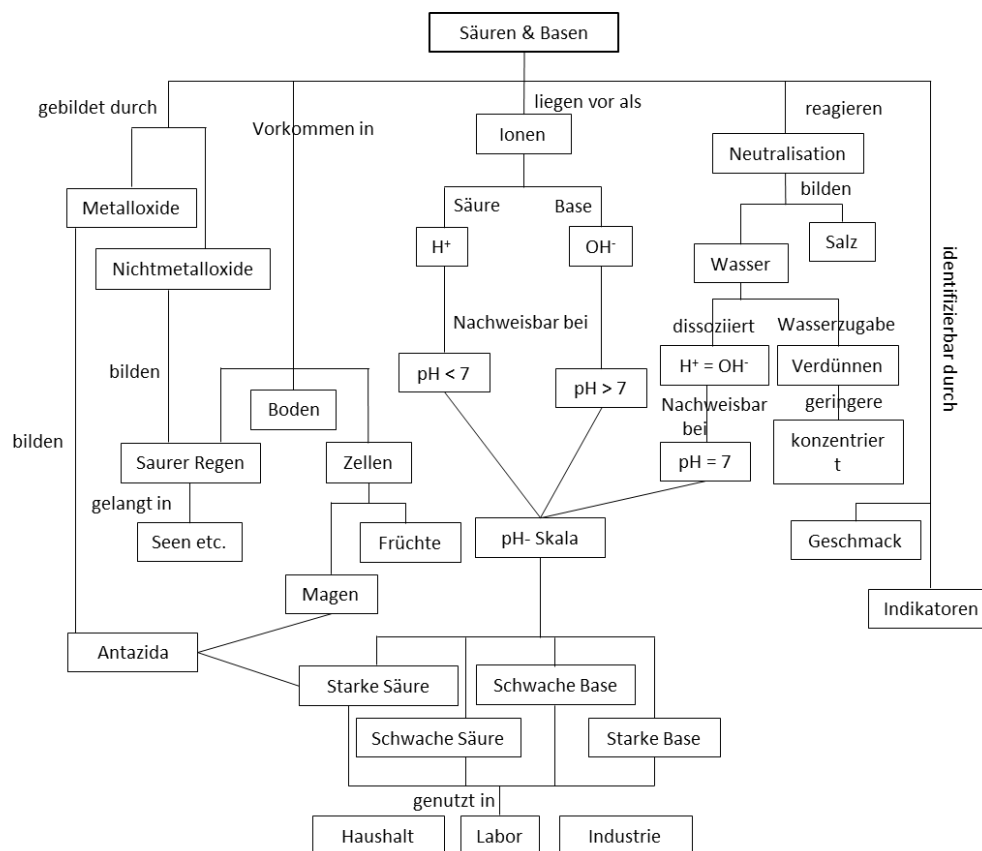 Säuren & Basen
gebildet durch
liegen vor als
reagieren
Vorkommen in
Ionen
Neutralisation
bilden
Metalloxide
Säure
Base
Salz
H⁺
OH⁻
Nichtmetalloxide
Wasser
identifizierbar durch
Nachweisbar bei
dissoziiert
Wasserzugabe
bilden
pH < 7
H⁺ = OH⁻
Verdünnen
pH > 7
Boden
Nachweisbar
bei
geringere
bilden
konzentrier
t
Saurer Regen
Zellen
pH = 7
gelangt in
Seen etc.
Früchte
pH- Skala
Geschmack
Magen
Indikatoren
Antazida
Starke Säure
Schwache Base
Schwache Säure
Starke Base
genutzt in
Haushalt
Labor
Industrie